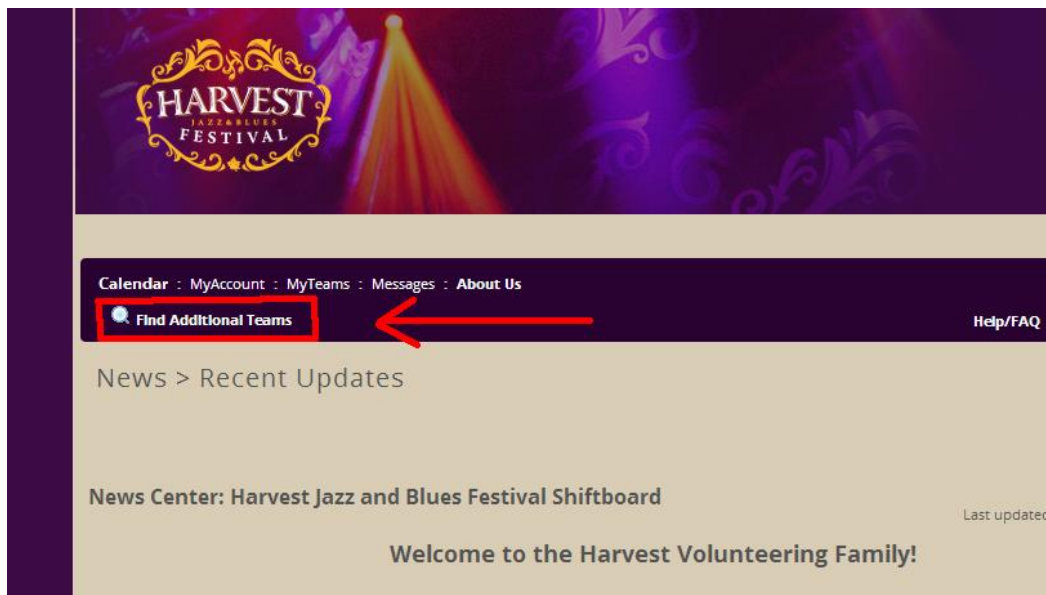 HARVEST
JAZZ & BLUES
FESTIVAL
Calendar : MyAccount : MyTeams : Messages : About Us
Find Additional Teams
Help/FAQ
News > Recent Updates
News Center: Harvest Jazz and Blues Festival Shiftboard
Last updated
Welcome to the Harvest Volunteering Family!